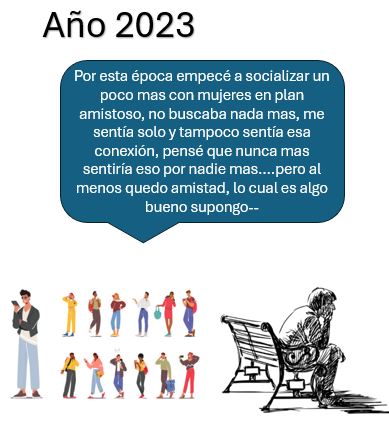 Año 2023
Por esta época empecé a socializar un
poco mas con mujeres en plan
amistoso, no buscaba nada mas, me
sentía solo y tampoco sentía esa
conexión, pensé que nunca mas
sentiría eso por nadie mas....pero al
menos quedo amistad, lo cual es algo
bueno supongo--